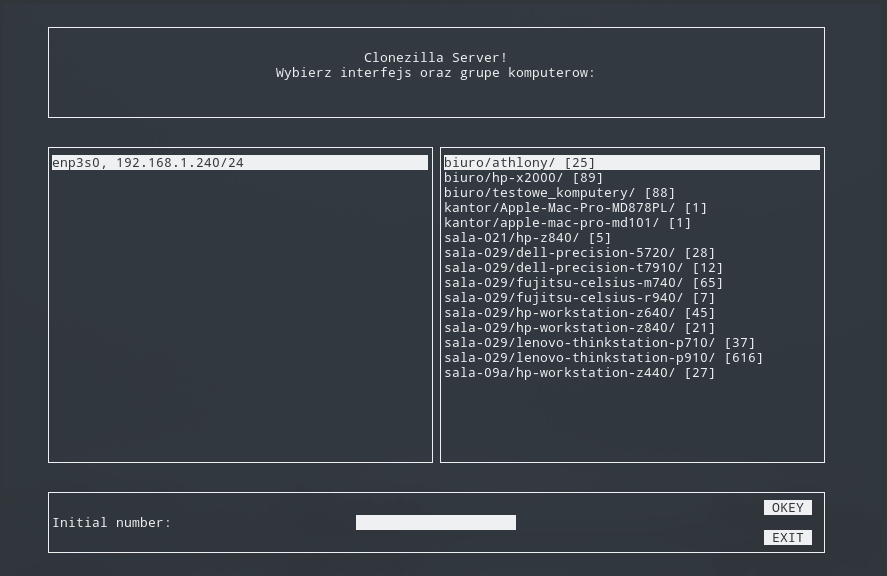 Clonezilla Server!
Wybierz interfejs oraz grupe komputerow:
enp3s0, 192.168.1.240/24
biuro/athlony/ [25]
biuro/hp-x2000/ [89]
biuro/testowe_komputery/ [88]
kantor/Apple-Mac-Pro-MD878PL/ [1]
kantor/apple-mac-pro-md101/ [1]
sala-021/hp-z840/ [5]
sala-029/dell-precision-5720/ [28]
sala-029/dell-precision-t7910/ [12]
sala-029/fujitsu-celsius-m740/ [65]
sala-029/fujitsu-celsius-r940/ [7]
sala-029/hp-workstation-z640/ [45]
sala-029/hp-workstation-z840/ [21]
sala-029/lenovo-thinkstation-p710/ [37]
sala-029/lenovo-thinkstation-p910/ [616]
sala-09a/hp-workstation-z440/ [27]
Initial number:
OKEY
EXIT